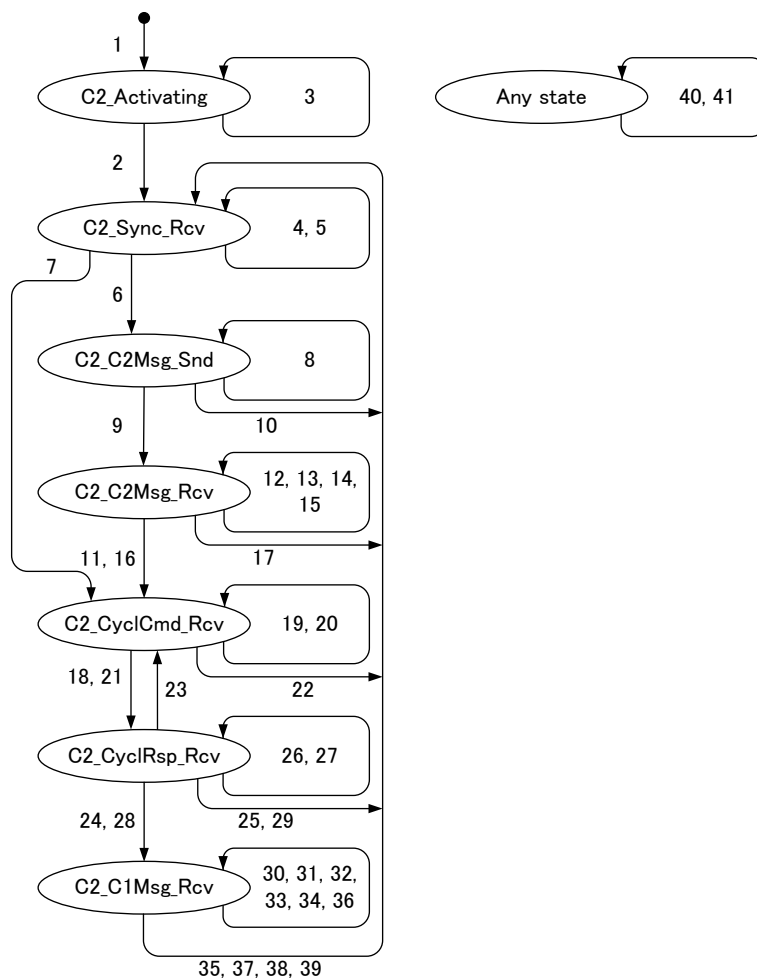 1
C2_Activating
3
Any state
40, 41
2
C2_Sync_Rcv
4, 5
7
6
C2_C2Msg_Snd
8
9
10
C2_C2Msg_Rcv
12, 13, 14,
15
11, 16
17
C2_CyclCmd_Rcv
19, 20
18, 21
23
22
C2_CyclRsp_Rcv
26, 27
24, 28
25, 29
C2_C1Msg_Rcv
30, 31, 32,
33, 34, 36
35, 37, 38, 39